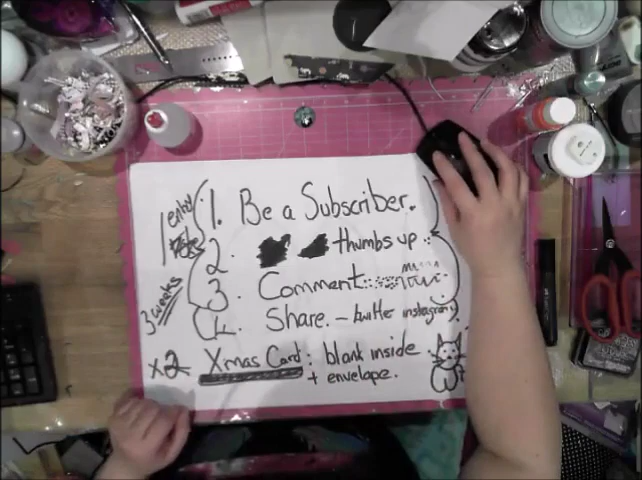 1. Be a Subscriber.
2. thumbs up
3. Comment
4. Share. - twitter instagram).
x2 Xmas Card: blank inside
+ envelope.
1 entry
3 weeks